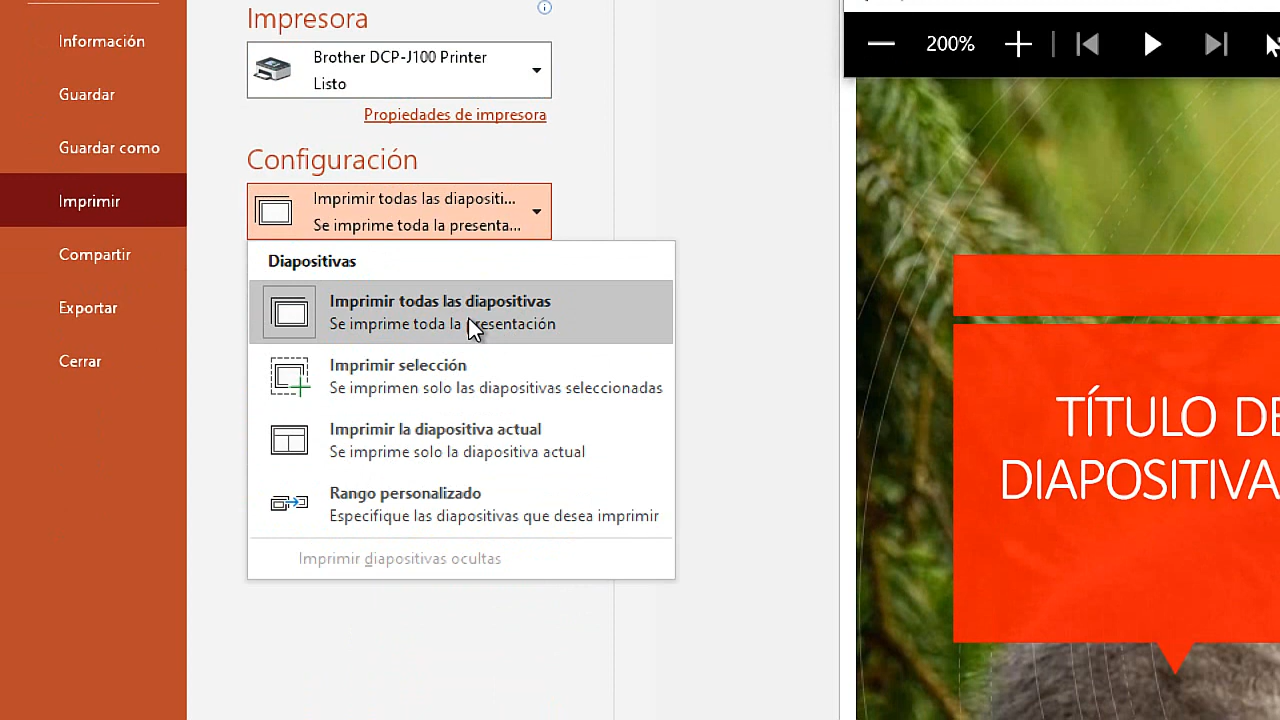 Información
Guardar
Guardar como
Imprimir
Compartir
Exportar
Cerrar
Impresora
Brother DCP-J100 Printer
Listo
Propiedades de impresora
Configuración
Imprimir todas las diapositi...
Se imprime toda la presenta...
Diapositivas
Imprimir todas las diapositivas
Se imprime toda la presentación
Imprimir selección
Se imprimen solo las diapositivas seleccionadas
Imprimir la diapositiva actual
Se imprime solo la diapositiva actual
Rango personalizado
Especifique las diapositivas que desea imprimir
Imprimir diapositivas ocultas
200%
TÍTULO DE
DIAPOSITIVA